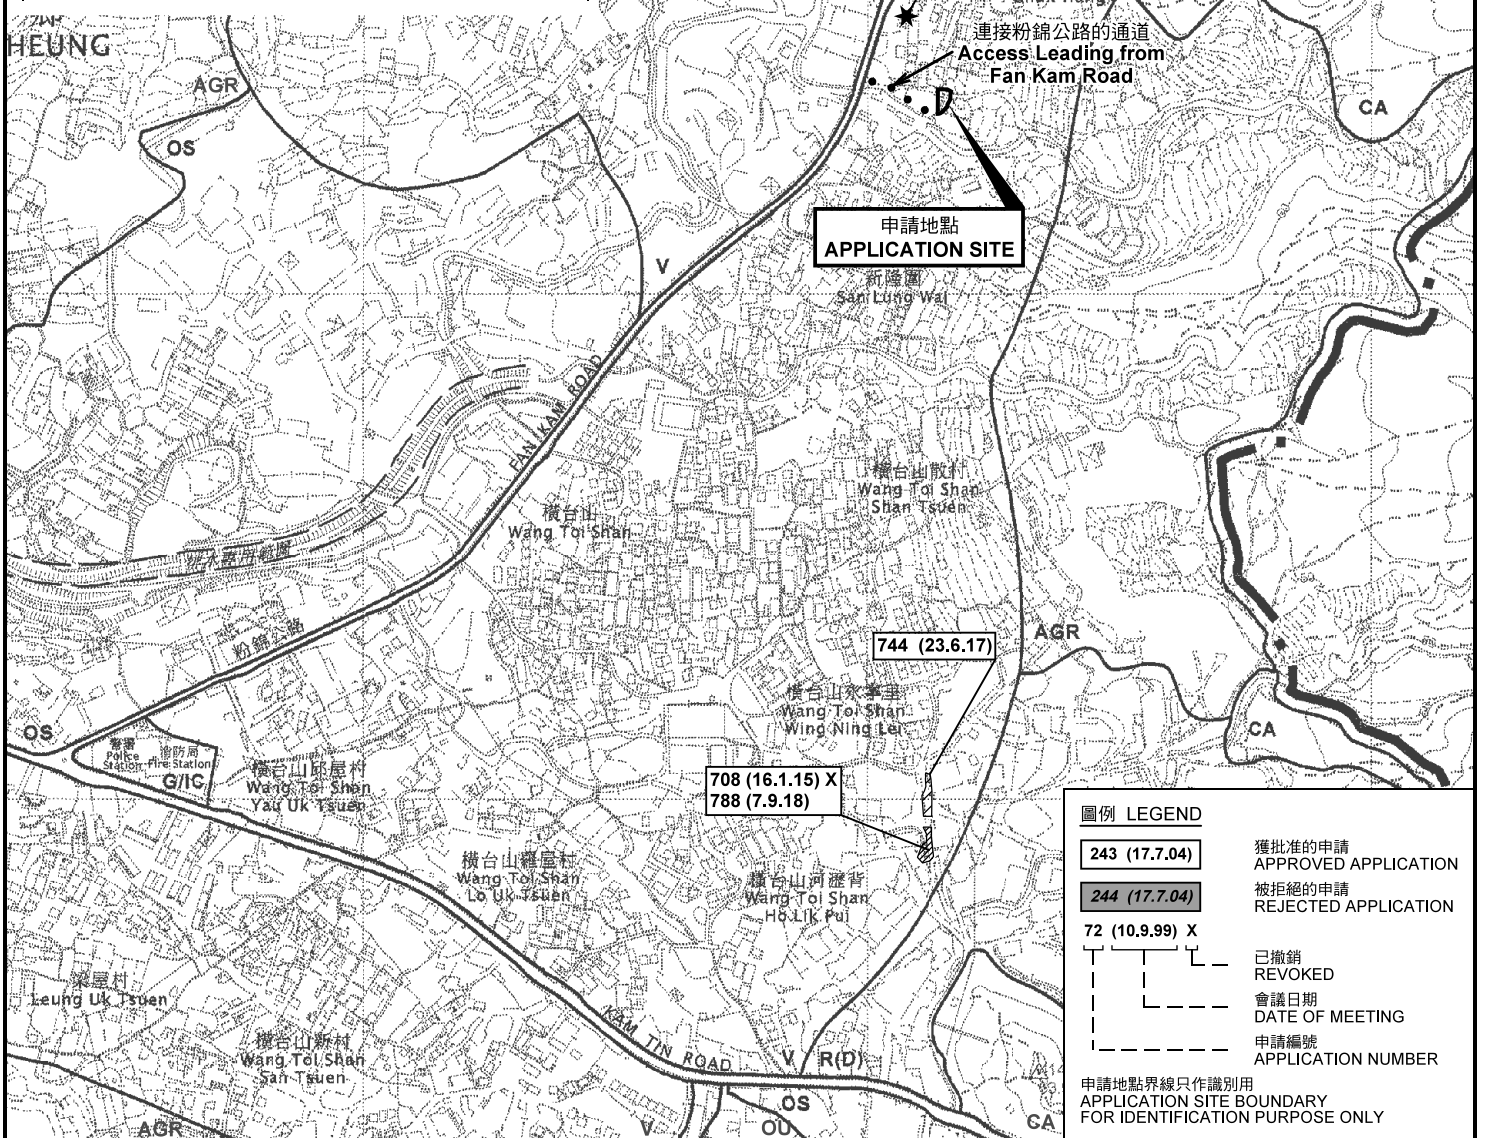 HEUNG
連接粉錦公路的通道
Access Leading from
Fan Kam Road
AGR
CA
OS
申請地點
APPLICATION SITE
V
新隆圍
San Lung Wai
FAN KAM ROAD
橫台山散村
Wang Toi Shan
Shan Tsuen
橫台山
Wang Toi Shan
粉錦公路
744 (23.6.17)
AGR
橫台山永寧里
Wang Toi Shan
Wing Ning Lei
OS
警署
Police
Station
消防局
Fire Station
G/IC
橫台山邱屋村
Wang Toi Shan
Yau Uk Tsuen
CA
708 (16.1.15) X
788 (7.9.18)
橫台山羅屋村
Wang Toi Shan
Lo Uk Tsuen
橫台山河瀝背
Wang Toi Shan
Ho Lik Pui
梁屋村
Leung Uk Tsuen
橫台山新村
Wang Toi Shan
San Tsuen
KAM TIN ROAD
V
R(D)
OS
OU
V
AGR
CA
圖例 LEGEND
243 (17.7.04)
獲批准的申請
APPROVED APPLICATION
244 (17.7.04)
被拒絕的申請
REJECTED APPLICATION
72 (10.9.99) X
已撤銷
REVOKED
會議日期
DATE OF MEETING
申請編號
APPLICATION NUMBER
申請地點界線只作識別用
APPLICATION SITE BOUNDARY
FOR IDENTIFICATION PURPOSE ONLY